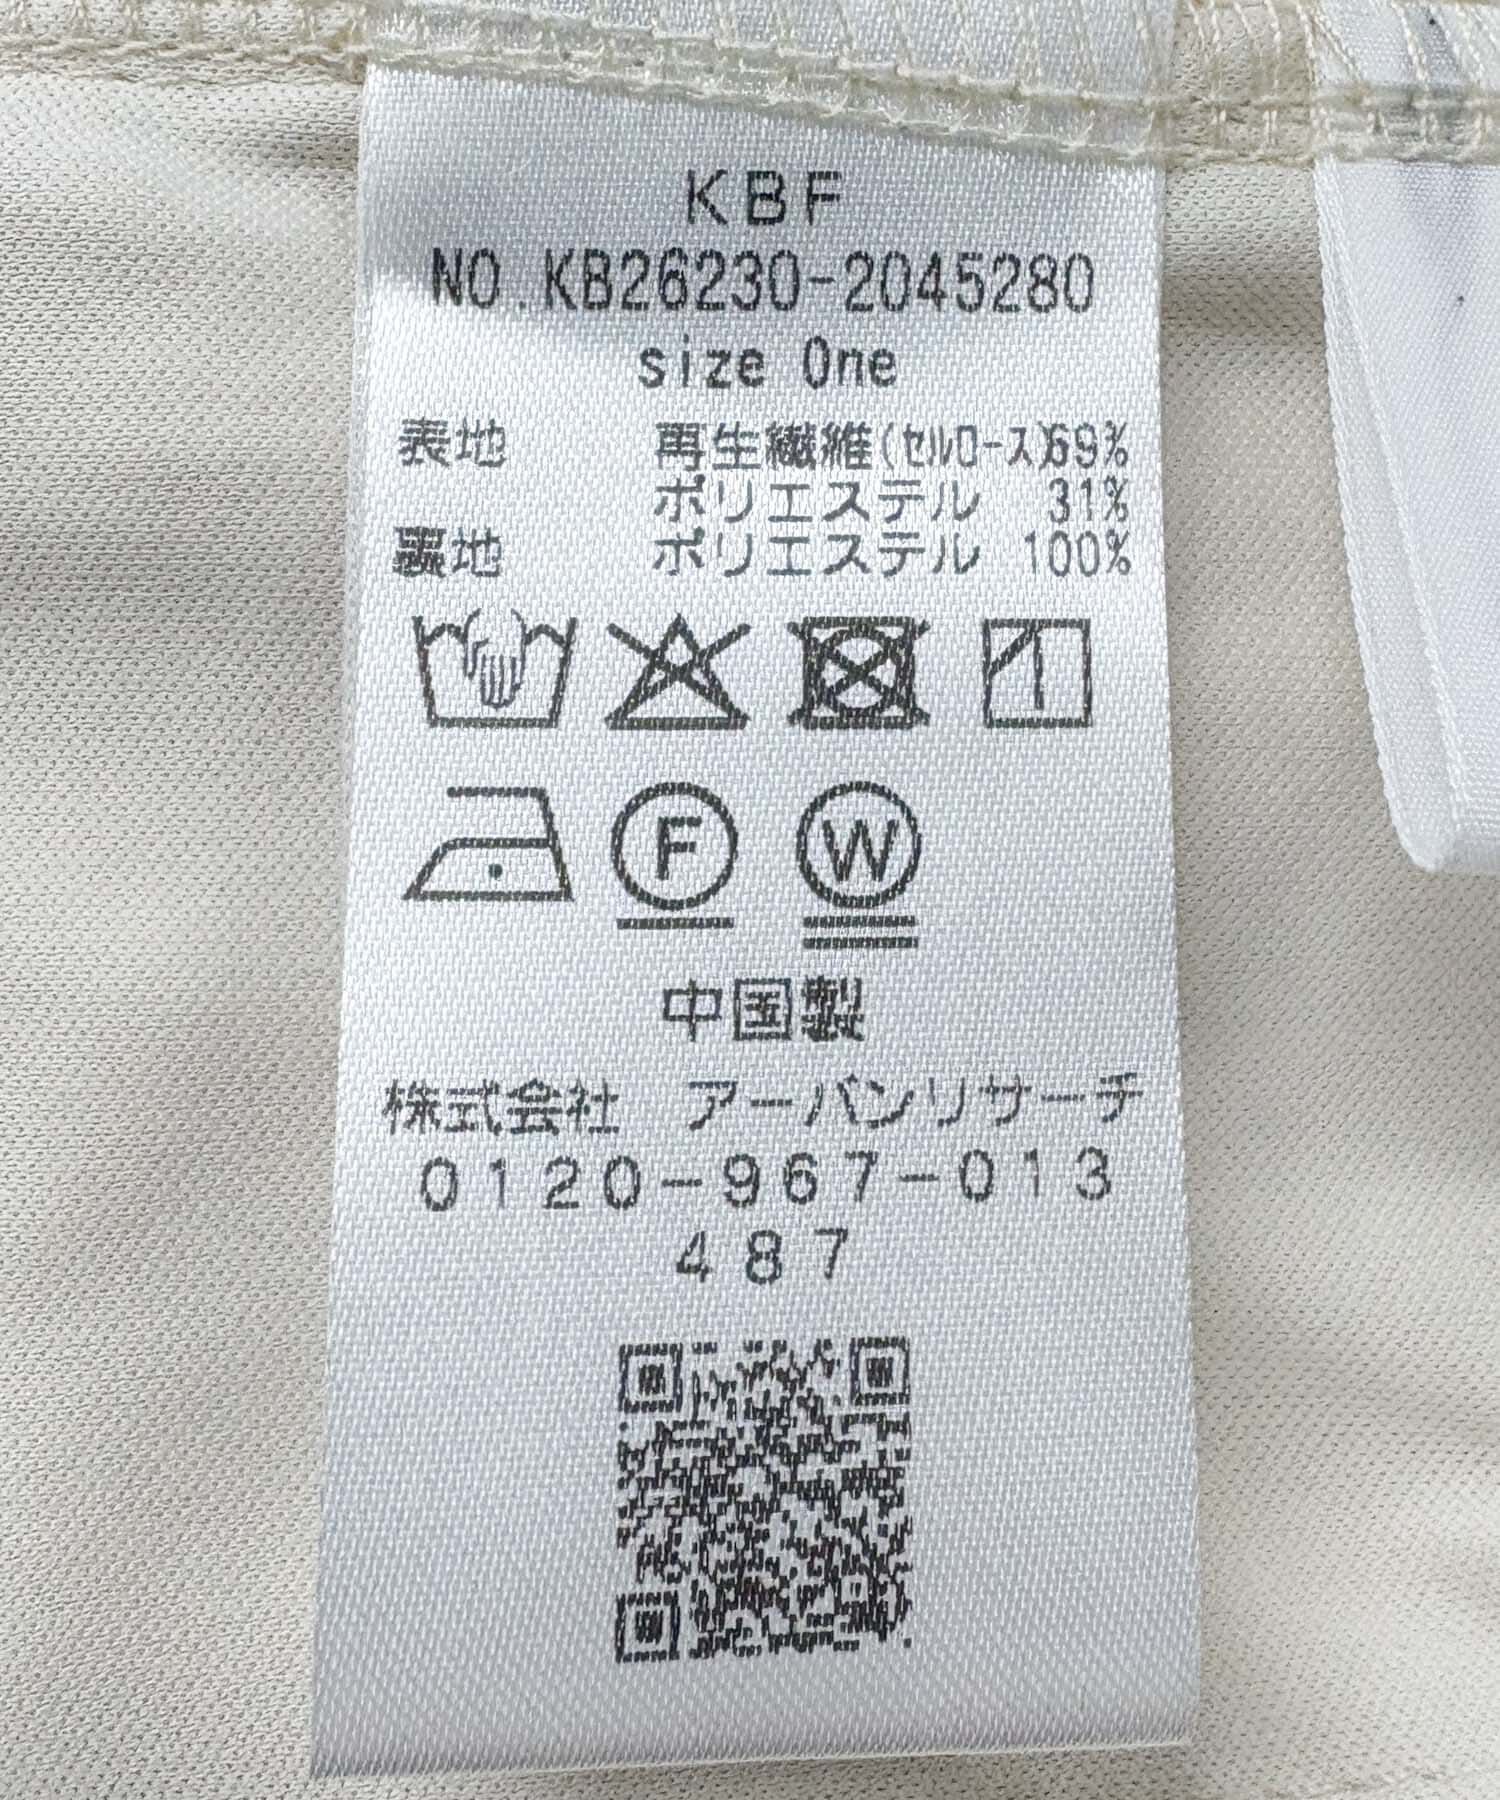 KBF
NO.KB26230-2045280
size One
表地 再生繊維(セルロース)69%
ポリエステル 31%
裏地 ポリエステル 100%
F W
中国製
株式会社 アーバンリサーチ
0120-967-013
487